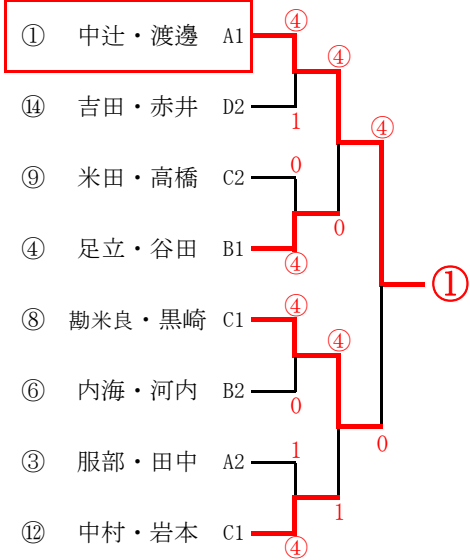 ④
① 中辻・渡邊 A1
④
⑭ 吉田・赤井 D2
1
④
0
⑨ 米田・高橋 C2
0
④ 足立・谷田 B1
④
①
④
⑧ 勘米良・黒崎 C1
④
⑥ 内海・河内 B2
0
0
1
③ 服部・田中 A2
1
⑫ 中村・岩本 C1
④